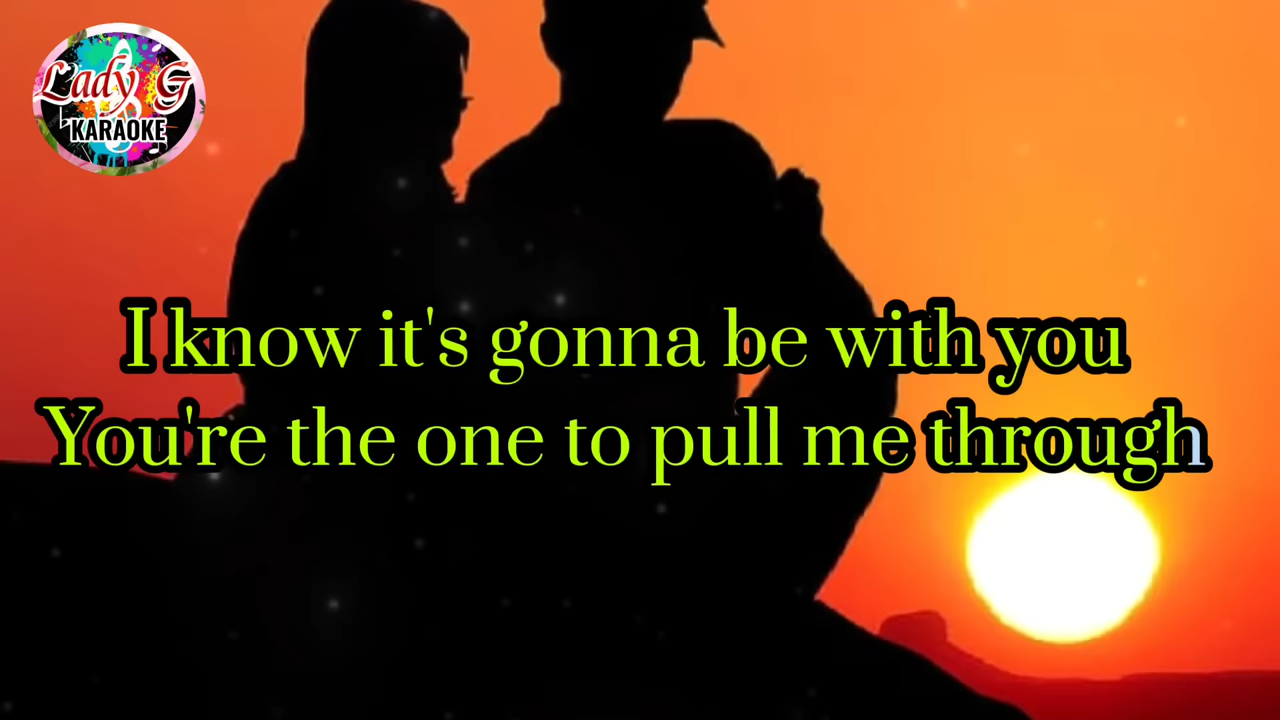 Lady G
KARAOKE
I know it's gonna be with you
You're the one to pull me through